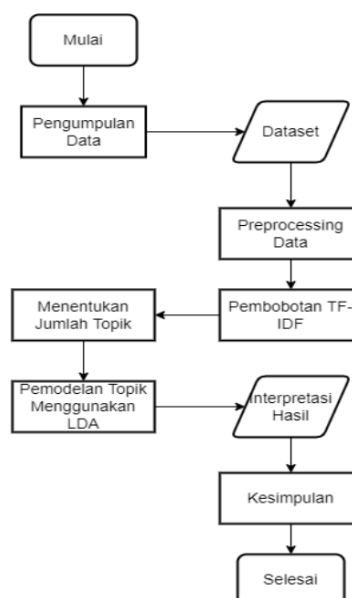 Mulai
Pengumpulan
Data
Dataset
Preprocessing
Data
Pembobotan TF-
IDF
Menentukan
Jumlah Topik
Pemodelan Topik
Menggunakan
LDA
Interpretasi
Hasil
Kesimpulan
Selesai